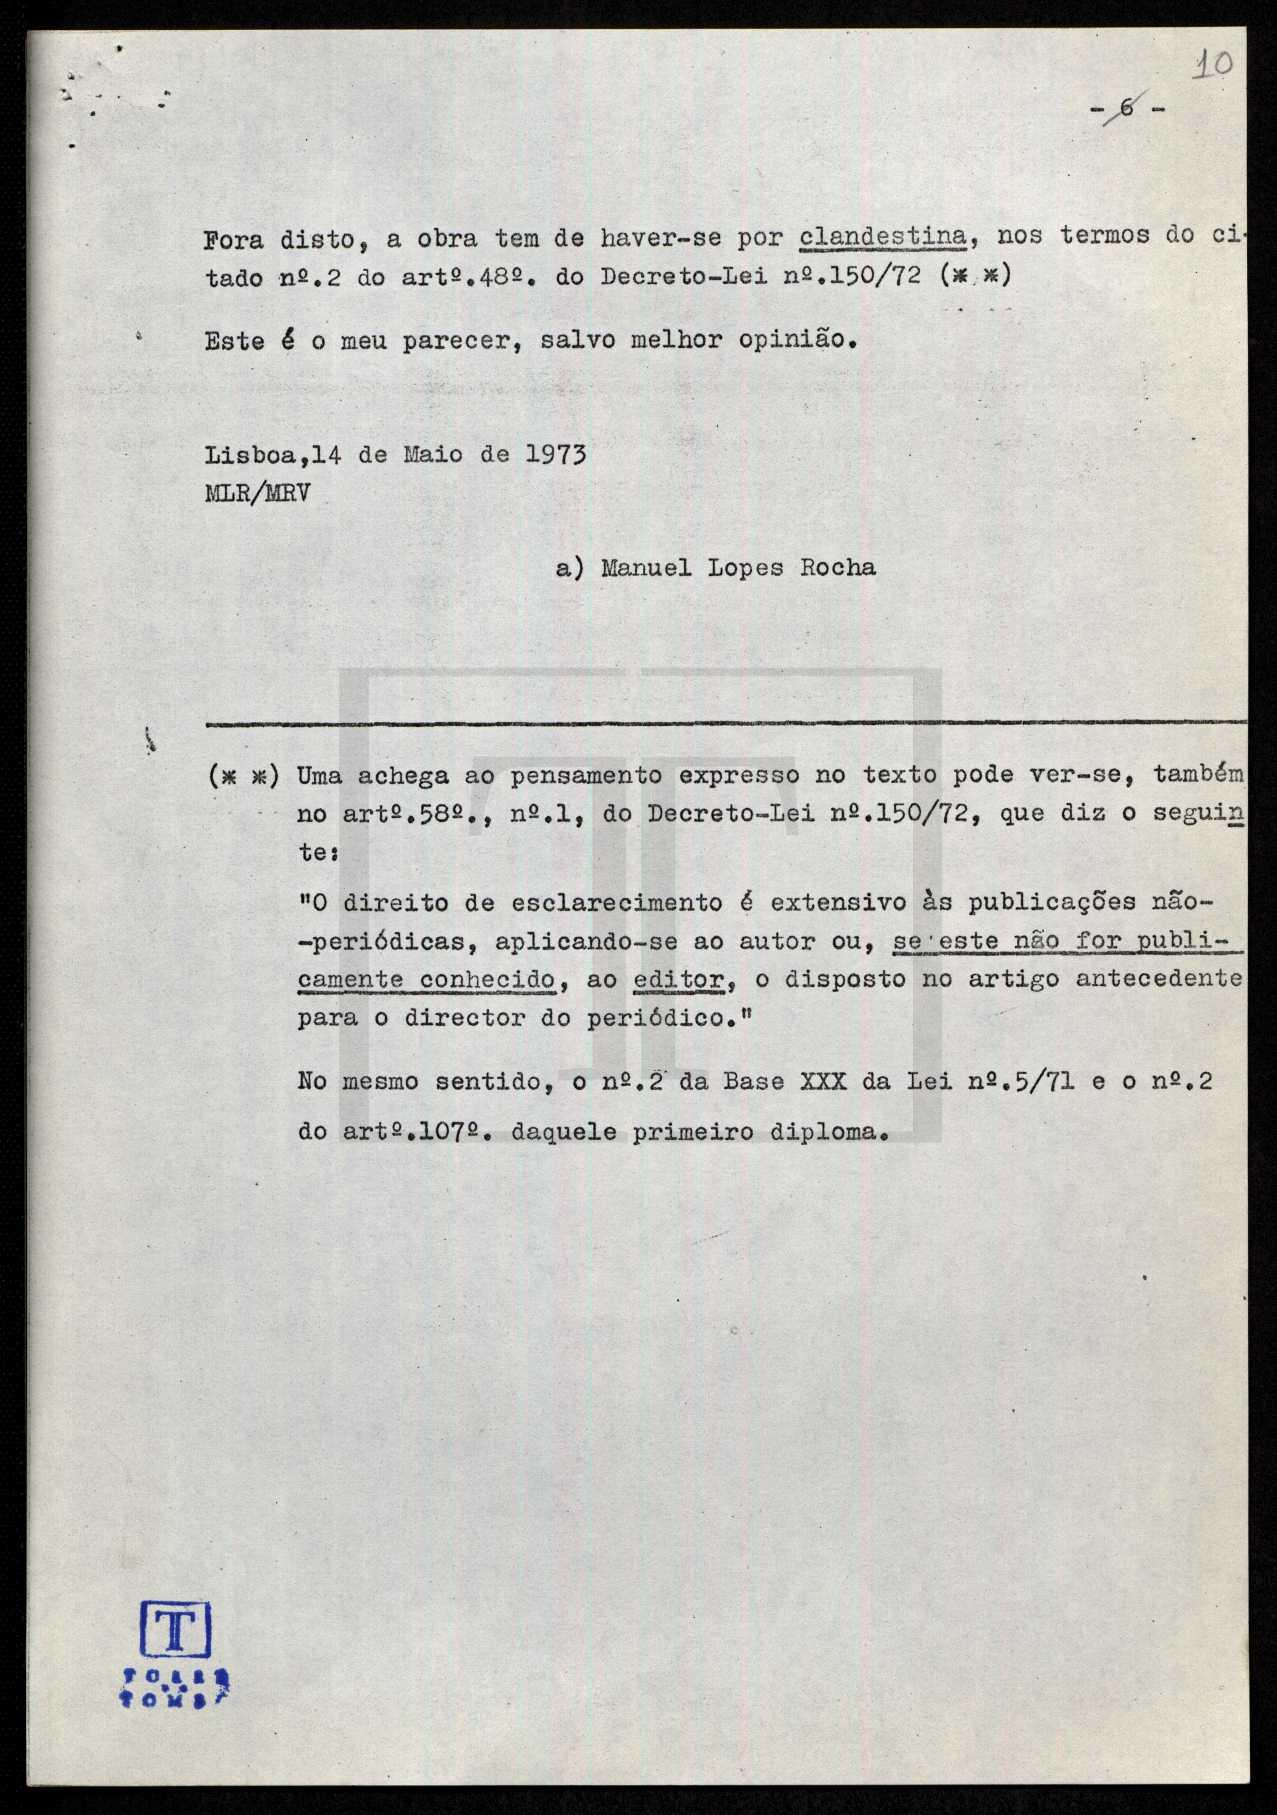 10
- 6 -
Fora disto, a obra tem de haver-se por clandestina, nos termos do ci-
tado nº.2 do artº.48º. do Decreto-Lei nº.150/72 (* *)
Este é o meu parecer, salvo melhor opinião.
Lisboa,14 de Maio de 1973
MLR/MRV
a) Manuel Lopes Rocha
(* *) Uma achega ao pensamento expresso no texto pode ver-se, também
no artº.58º., nº.1, do Decreto-Lei nº.150/72, que diz o seguin
te:
"O direito de esclarecimento é extensivo às publicações não-
-periódicas, aplicando-se ao autor ou, se este não for publi-
camente conhecido, ao editor, o disposto no artigo antecedente
para o director do periódico."
No mesmo sentido, o nº.2 da Base XXX da Lei nº.5/71 e o nº.2
do artº.107º. daquele primeiro diploma.
T
TORRE
TOMBO